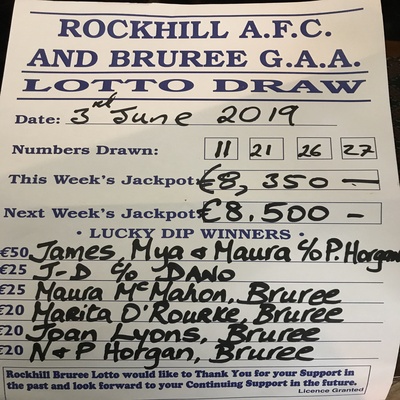 ROCKHILL A.F.C.
AND BRUREE G.A.A.
LOTTO DRAW
Date: 3rd June 2019
Numbers Drawn: 11 21 26 27
This Week's Jackpot: €8,350 —
Next Week's Jackpot: €8.500 –
· LUCKY DIP WINNERS ·
€50 James, Mya & Maura c/o P. Horgan
€25 J-D c/o DANO
€25 Maura McMahon, Bruree
€20 Marita O'Rourke, Bruree
€20 Joan Lyons, Bruree
€20 N & P Horgan, Bruree
Rockhill Bruree Lotto would like to Thank You for your Support in
the past and look forward to your Continuing Support in the future.
Licence Granted